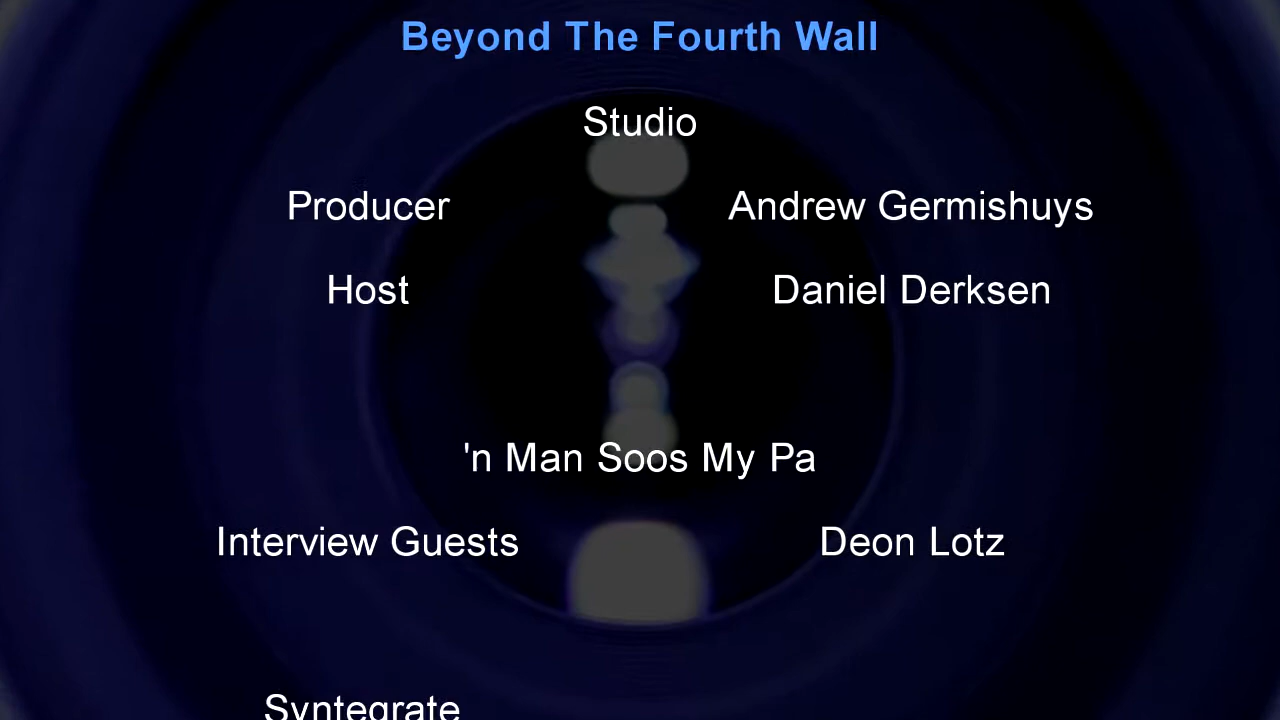 Beyond The Fourth Wall
Studio
Producer Andrew Germishuys
Host Daniel Derksen
'n Man Soos My Pa
Interview Guests Deon Lotz
Syntegrate